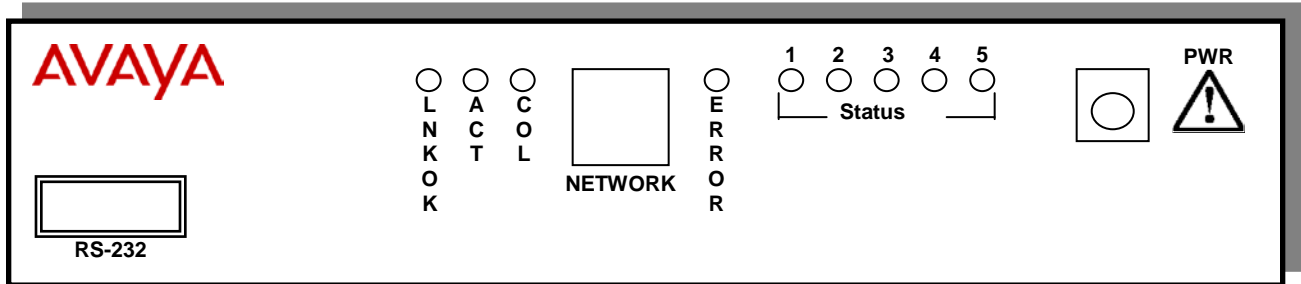 AVAYA
1 2 3 4 5
PWR
LNKOK
ACT
COL
ERROR
Status
NETWORK
RS-232